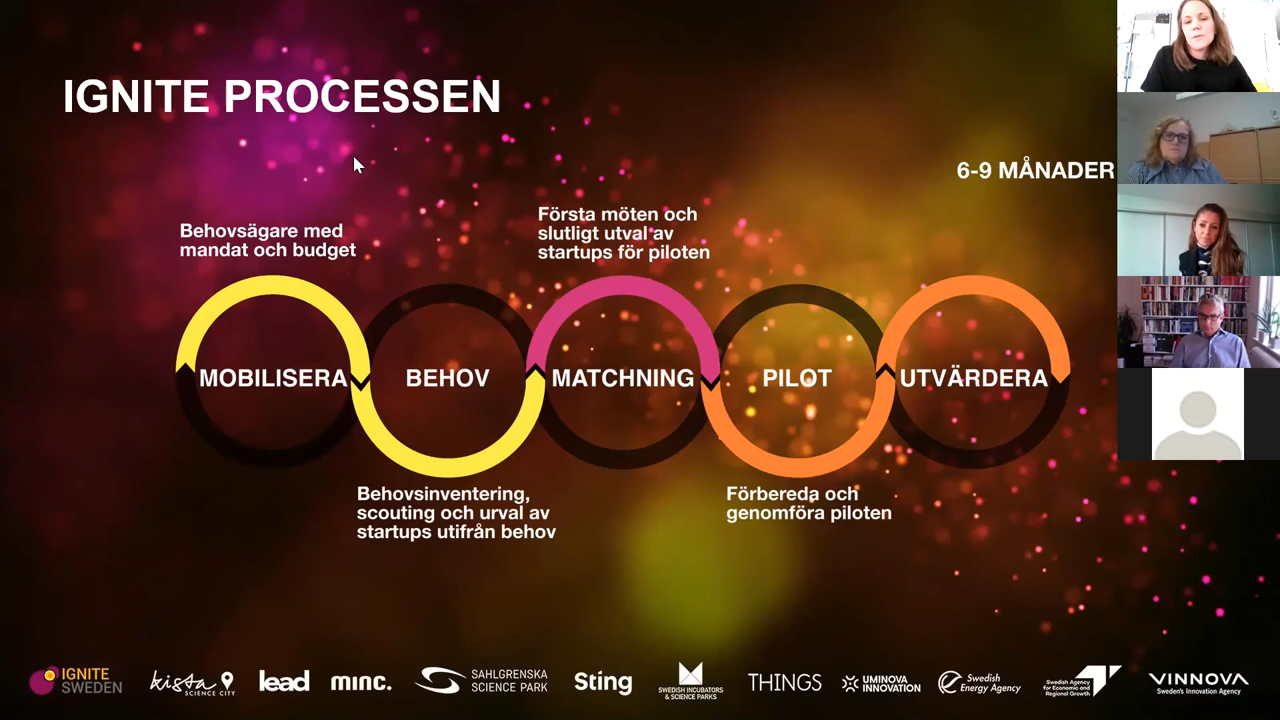 IGNITE PROCESSEN
6-9 MÅNADER
Behovsägare med
mandat och budget
Första möten och
slutligt utval av
startups för piloten
MOBILISERA
BEHOV
MATCHNING
PILOT
UTVÄRDERA
Behovsinventering,
scouting och urval av
startups utifrån behov
Förbereda och
genomföra piloten
IGNITE
SWEDEN
kista
SCIENCE CITY
lead
minc.
SAHLGRENSKA
SCIENCE PARK
Sting
SWEDISH INCUBATORS
& SCIENCE PARKS
THINGS
UMINOVA
INNOVATION
Swedish
Energy Agency
Swedish Agency
for Economic and
Regional Growth
VINNOVA
Sweden's Innovation Agency